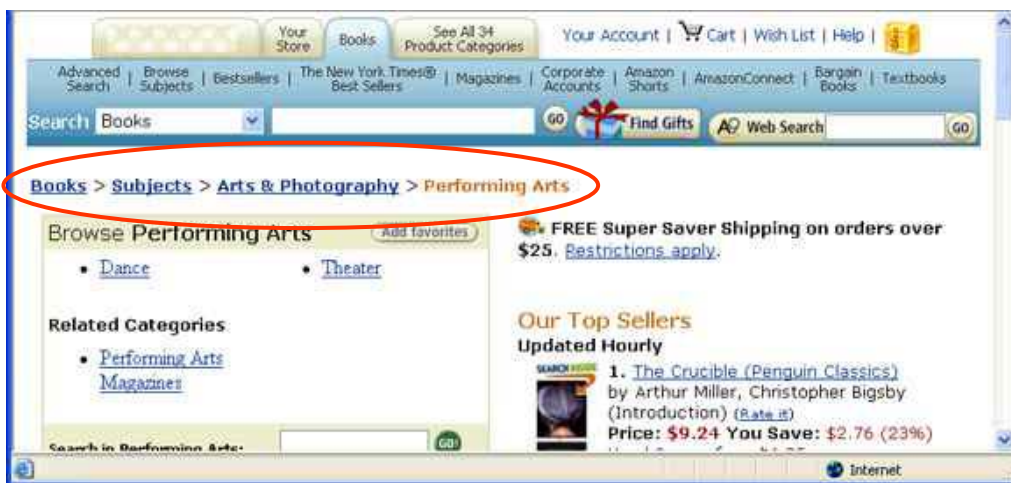 Your Store
Books
See All 34 Product Categories
Your Account | Cart | Wish List | Help |
Advanced Search | Browse Subjects | Bestsellers | The New York Times® Best Sellers | Magazines | Corporate Accounts | Amazon Shorts | AmazonConnect | Bargain Books | Textbooks
Search Books GO Find Gifts A9 Web Search GO
Books > Subjects > Arts & Photography > Performing Arts
Browse Performing Arts Add favorites
• Dance
• Theater
Related Categories
• Performing Arts
Magazines
Search in Performing Arts: GO!
FREE Super Saver Shipping on orders over
$25. Restrictions apply.
Our Top Sellers
Updated Hourly
SEARCH INSIDE
1. The Crucible (Penguin Classics)
by Arthur Miller, Christopher Bigsby
(Introduction) (Rate it)
Price: $9.24 You Save: $2.76 (23%)
Internet